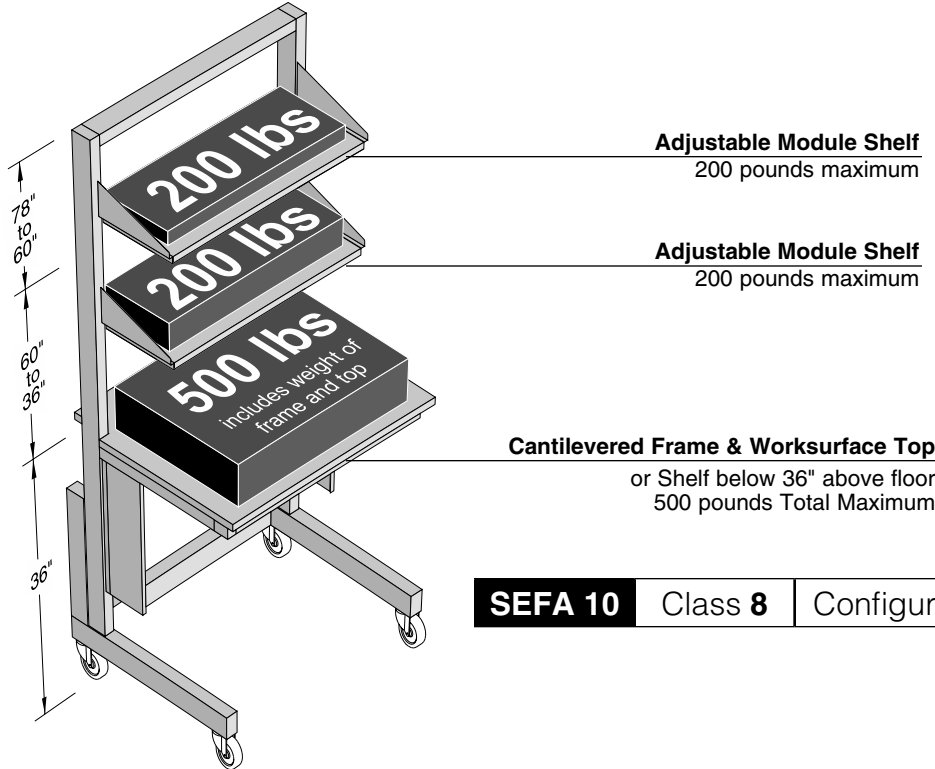 200 lbs
Adjustable Module Shelf
200 pounds maximum
78"
to
60"
200 lbs
Adjustable Module Shelf
200 pounds maximum
60"
to
36"
500 lbs
includes weight of
frame and top
Cantilevered Frame & Worksurface Top
or Shelf below 36" above floor
500 pounds Total Maximum
36"
SEFA 10 Class 8 Configur